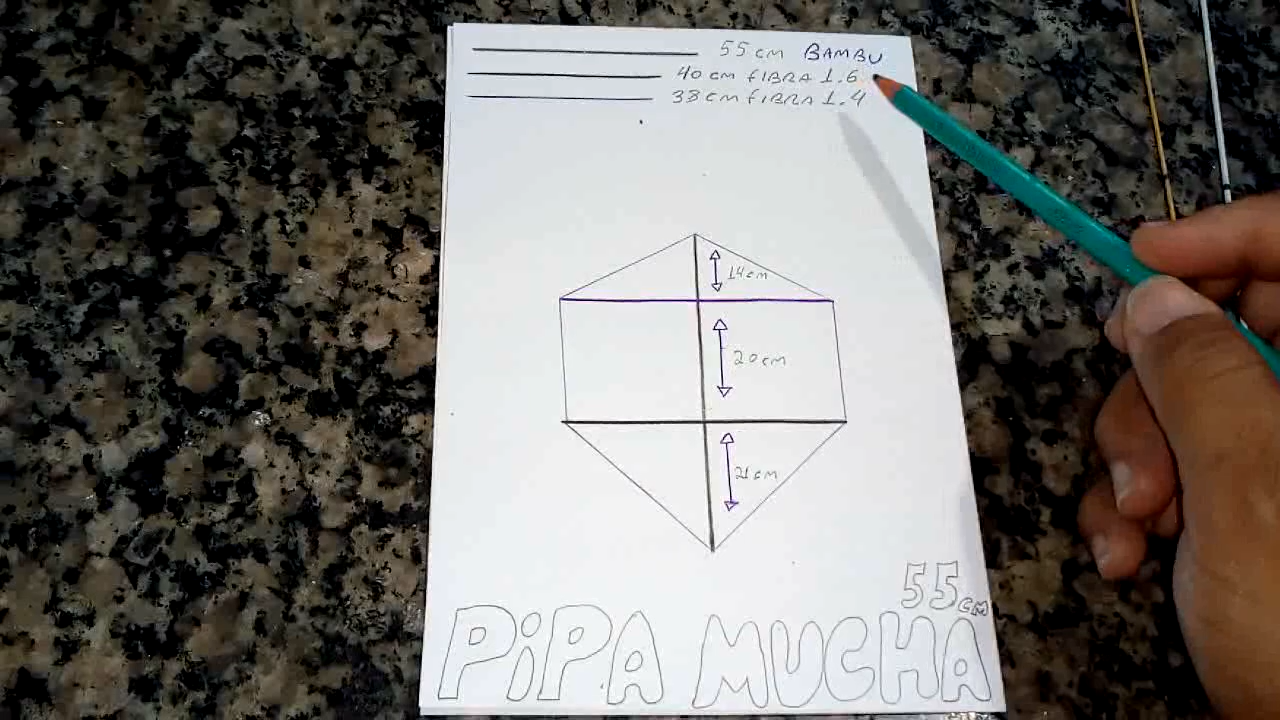 55cm BAMBU
40cm FIBRA 1.6
38cm FIBRA 1.4
14cm
20cm
21cm
55cm
PiPA MUCHA